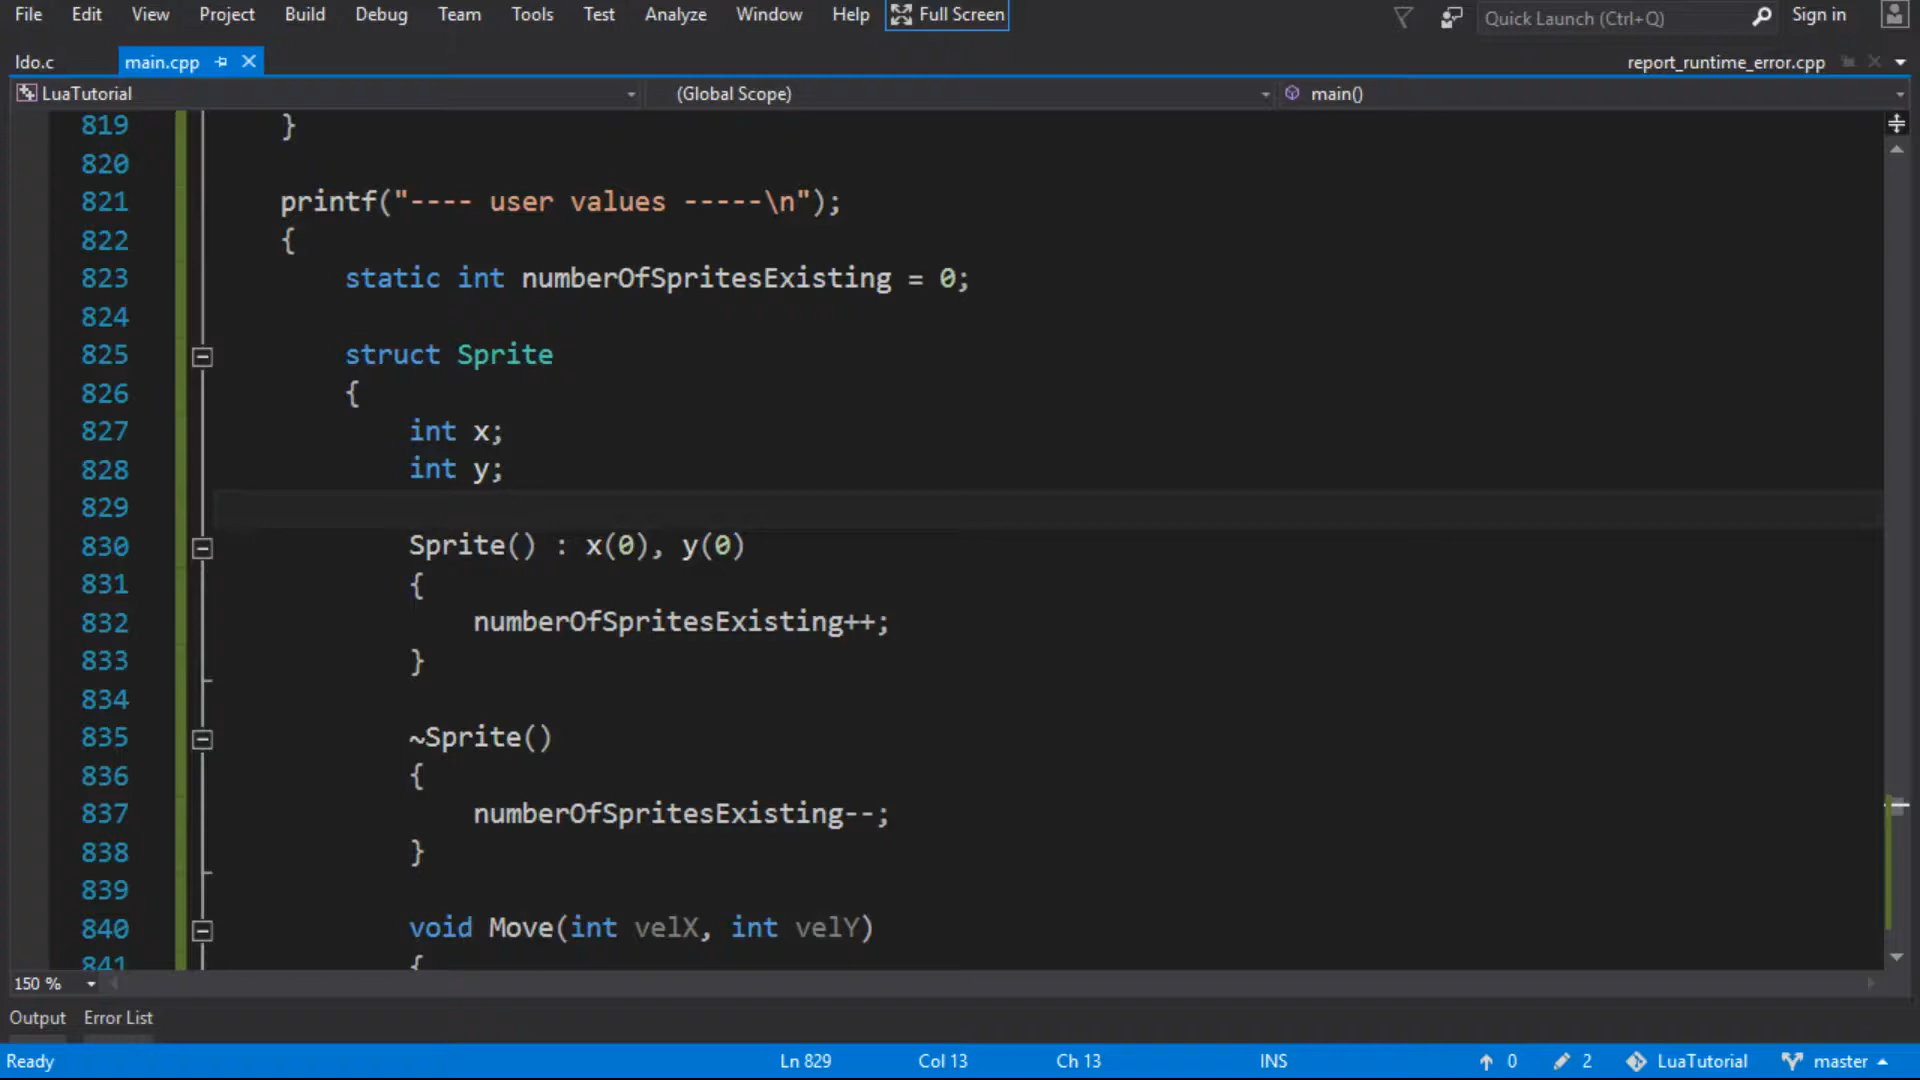 File Edit View Project Build Debug Team Tools Test Analyze Window Help Full Screen Quick Launch (Ctrl+Q) Sign in
ldo.c main.cpp report_runtime_error.cpp
LuaTutorial (Global Scope) main()
819 }
820
821 printf("---- user values -----\n");
822 {
823 static int numberOfSpritesExisting = 0;
824
825 struct Sprite
826 {
827 int x;
828 int y;
829
830 Sprite() : x(0), y(0)
831 {
832 numberOfSpritesExisting++;
833 }
834
835 ~Sprite()
836 {
837 numberOfSpritesExisting--;
838 }
839
840 void Move(int velX, int velY)
841 {
150 %
Output Error List
Ready Ln 829 Col 13 Ch 13 INS 0 2 LuaTutorial master